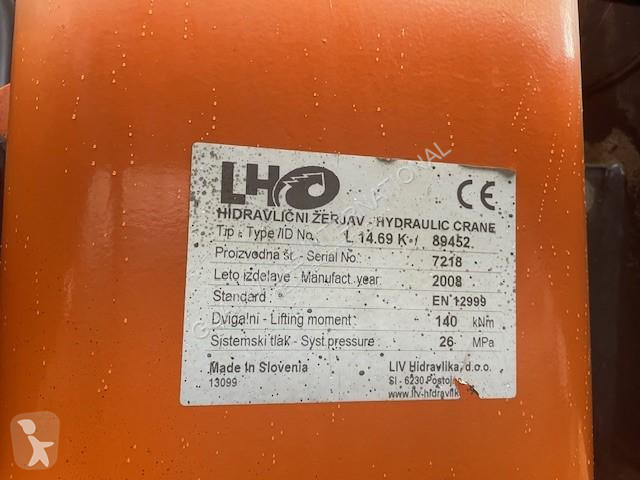 LHO
CE
HIDRAVLIČNI ŽERJAV - HYDRAULIC CRANE
Tip - Type /ID No. L 14.69 K / 89452
Proizvodna št. - Serial No.: 7218
Leto izdelave - Manufact. year: 2008
Standard : EN 12999
Dvigalni - Lifting moment : 140 kNm
Sistemski tlak - Syst pressure : 26 MPa
Made In Slovenia LIV Hidravlika, d.o.o.
13099 SI - 6230
www.liv-hidravlik
INTERNATIONAL